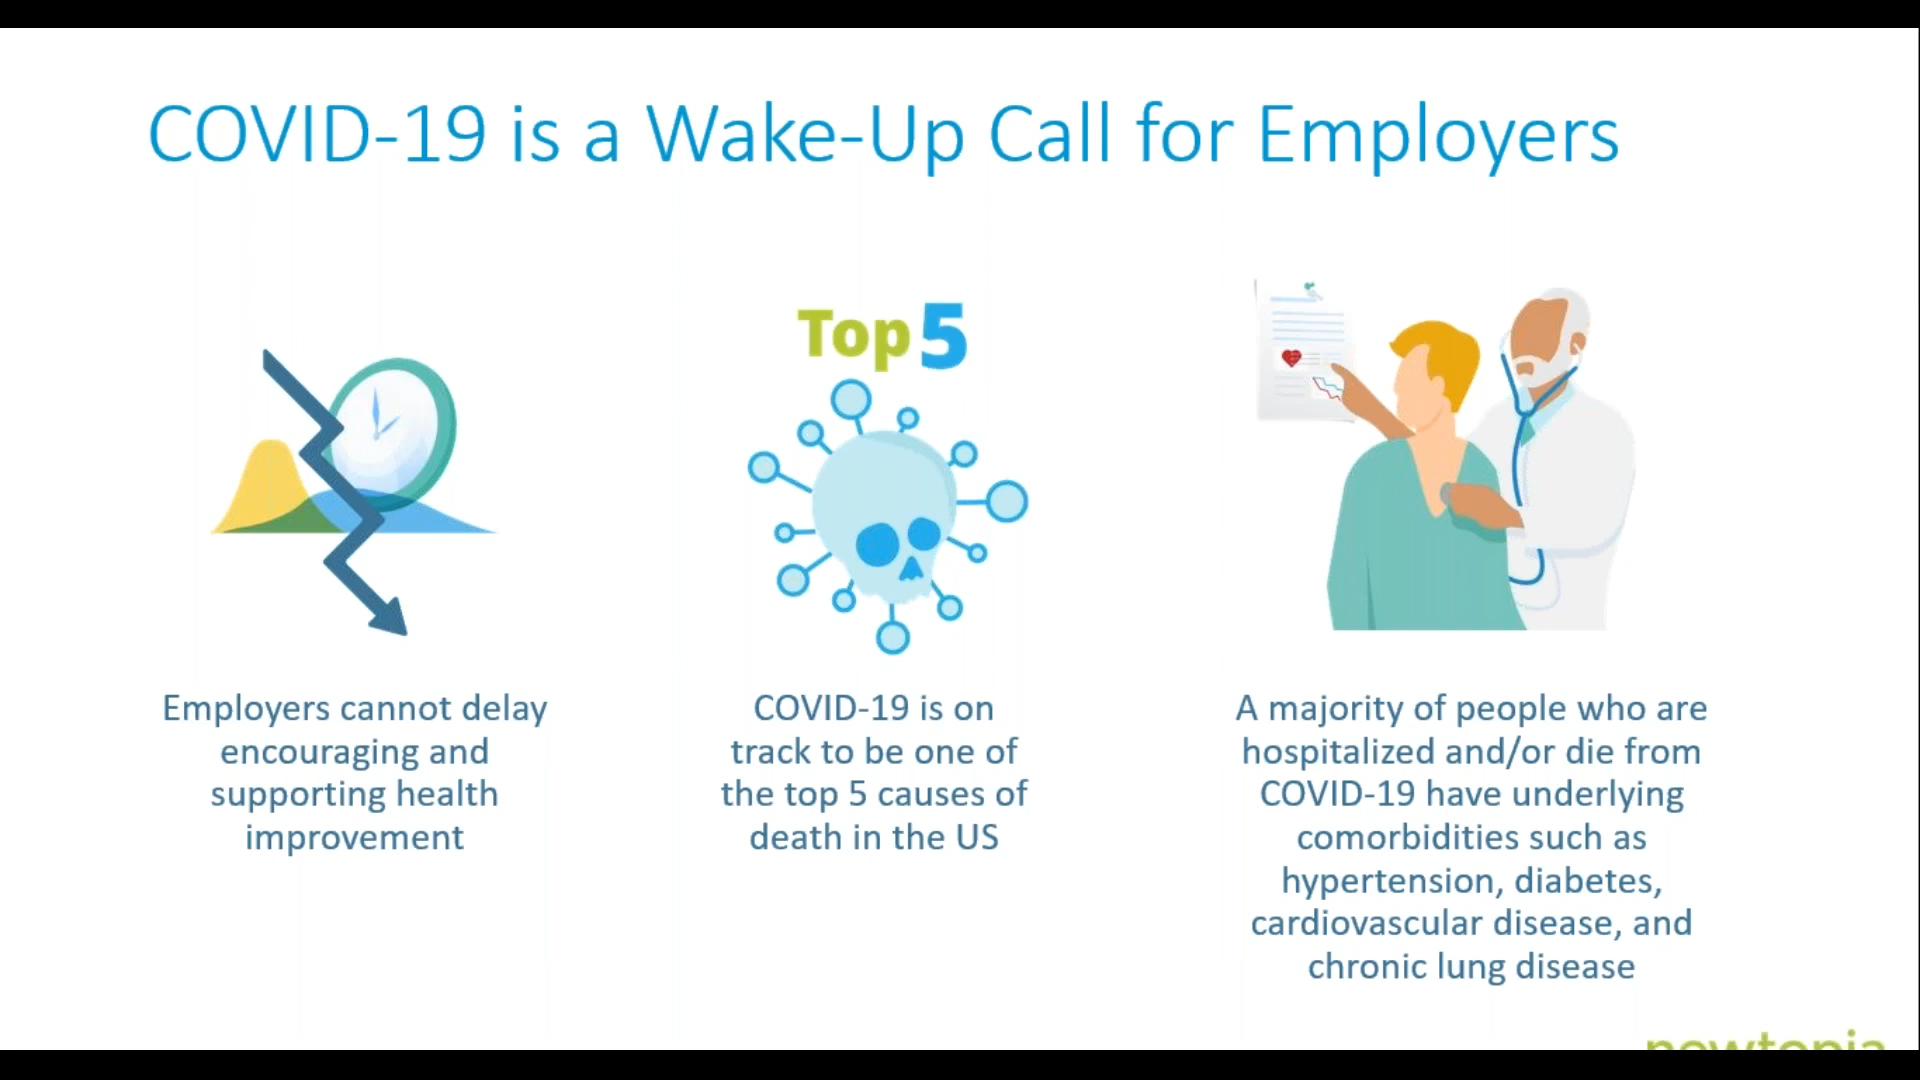 COVID-19 is a Wake-Up Call for Employers
Top 5
Employers cannot delay
encouraging and
supporting health
improvement
COVID-19 is on
track to be one of
the top 5 causes of
death in the US
A majority of people who are
hospitalized and/or die from
COVID-19 have underlying
comorbidities such as
hypertension, diabetes,
cardiovascular disease, and
chronic lung disease
newtopia